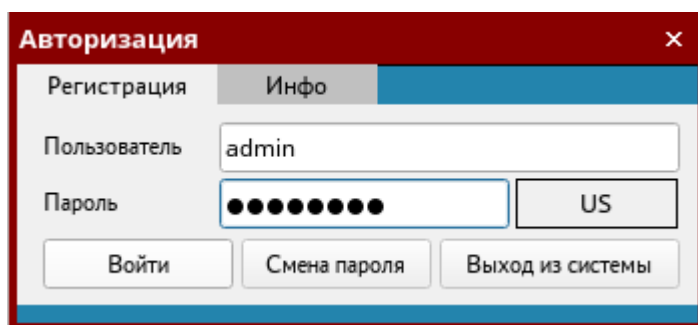 Авторизация ×
Регистрация Инфо
Пользователь admin
Пароль ●●●●●●●● US
Войти Смена пароля Выход из системы